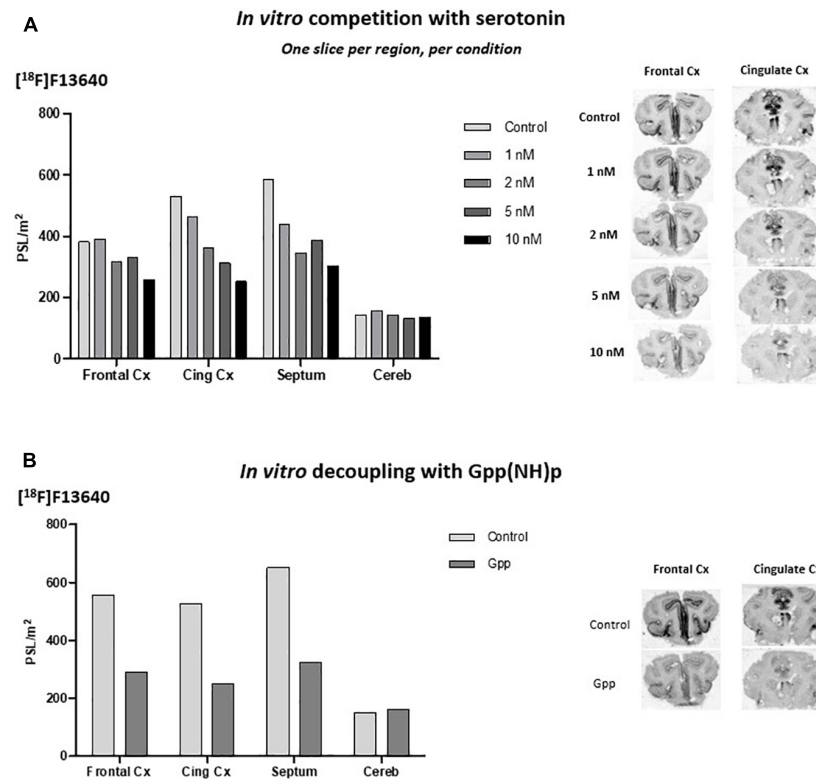 A
In vitro competition with serotonin
One slice per region, per condition
[¹⁸F]F13640
PSL/m²
800
600
400
200
0
Frontal Cx Cing Cx Septum Cereb
Control
1 nM
2 nM
5 nM
10 nM
Frontal Cx Cingulate Cx
Control
1 nM
2 nM
5 nM
10 nM
B
In vitro decoupling with Gpp(NH)p
[¹⁸F]F13640
PSL/m²
800
600
400
200
0
Frontal Cx Cing Cx Septum Cereb
Control
Gpp
Frontal Cx Cingulate C
Control
Gpp